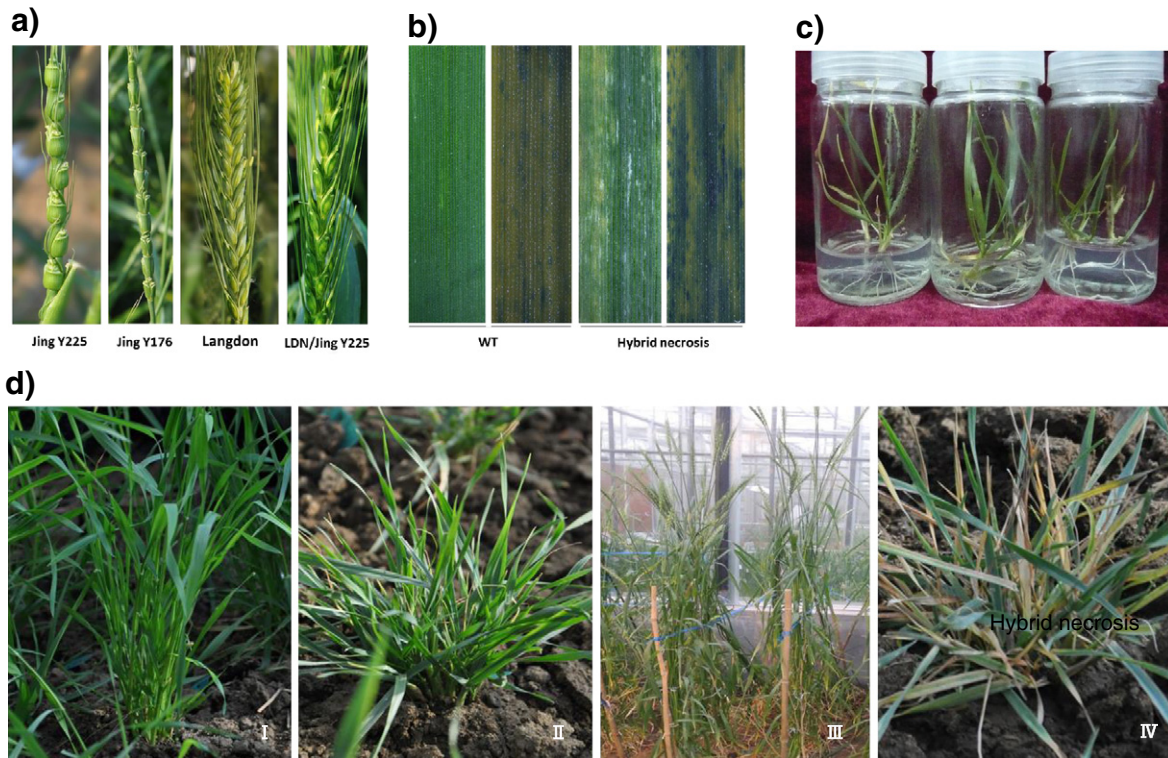 a)
b)
c)
Jing Y225
Jing Y176
Langdon
LDN/Jing Y225
WT
Hybrid necrosis
d)
Hybrid necrosis
I
II
III
IV